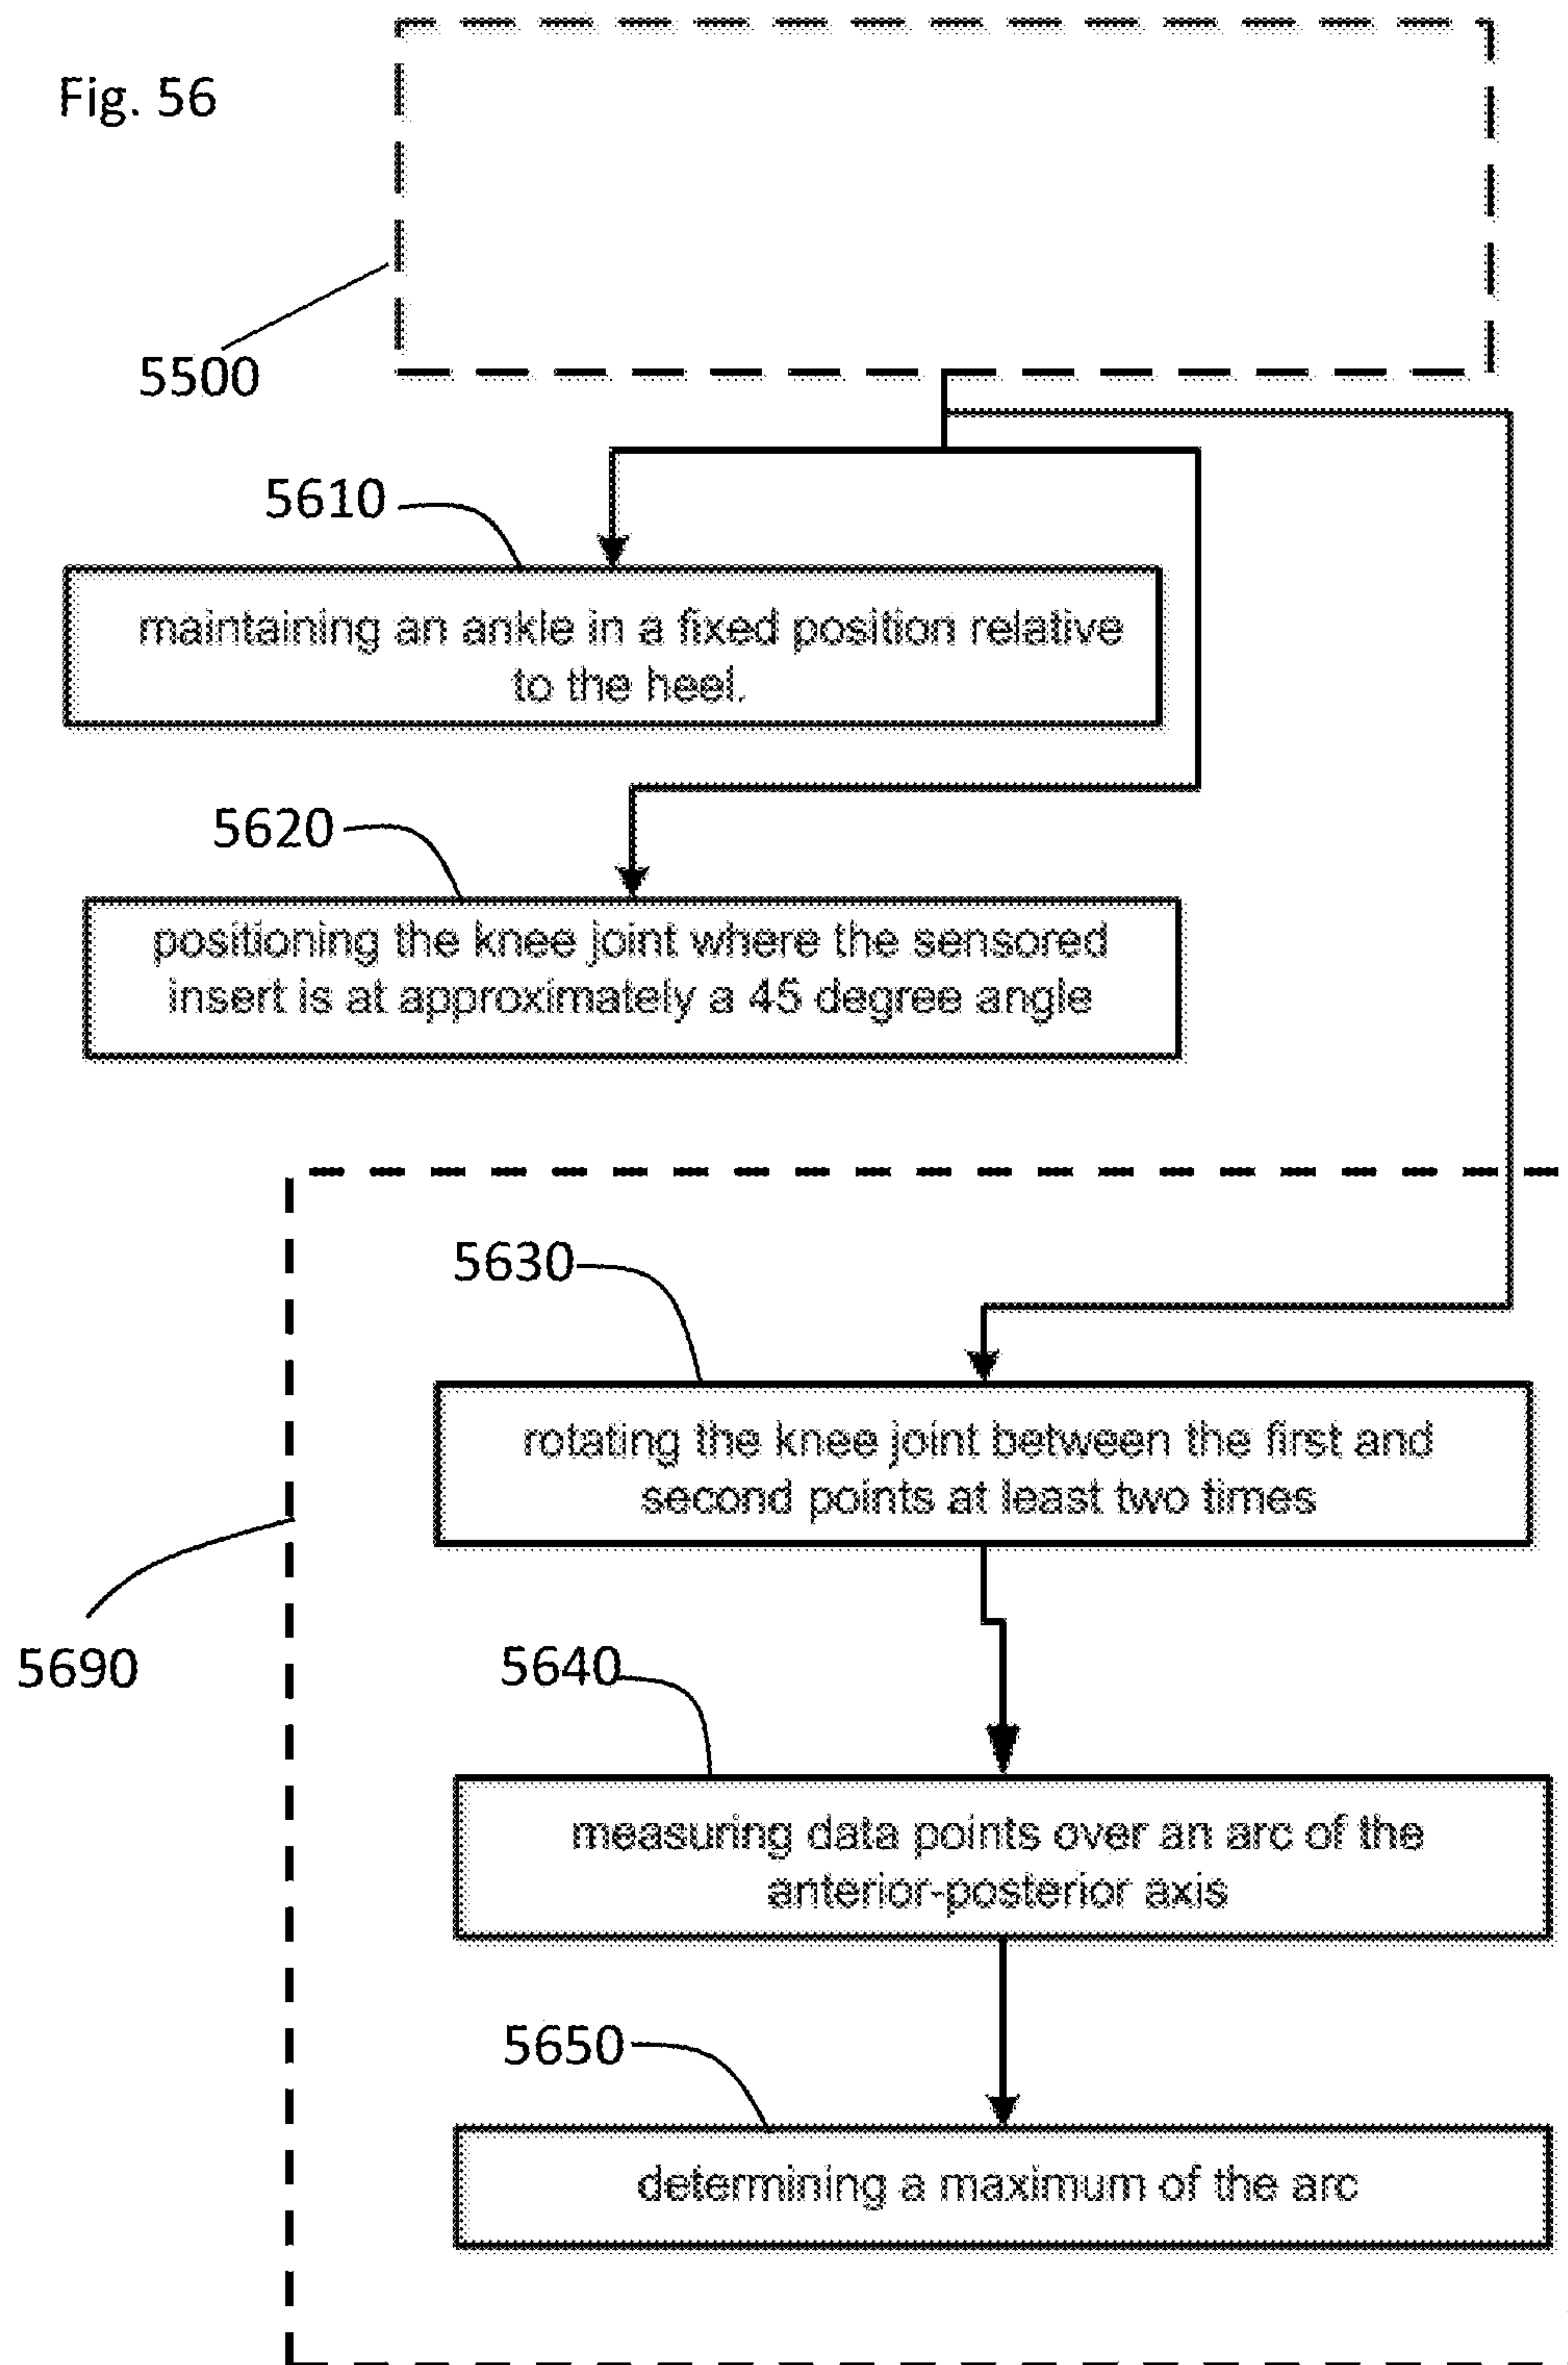 Fig. 56
5500
5610
maintaining an ankle in a fixed position relative
to the heel.
5620
positioning the knee joint where the sensored
insert is at approximately a 45 degree angle
5630
rotating the knee joint between the first and
second points at least two times
5690
5640
measuring data points over an arc of the
anterior-posterior axis
5650
determining a maximum of the arc